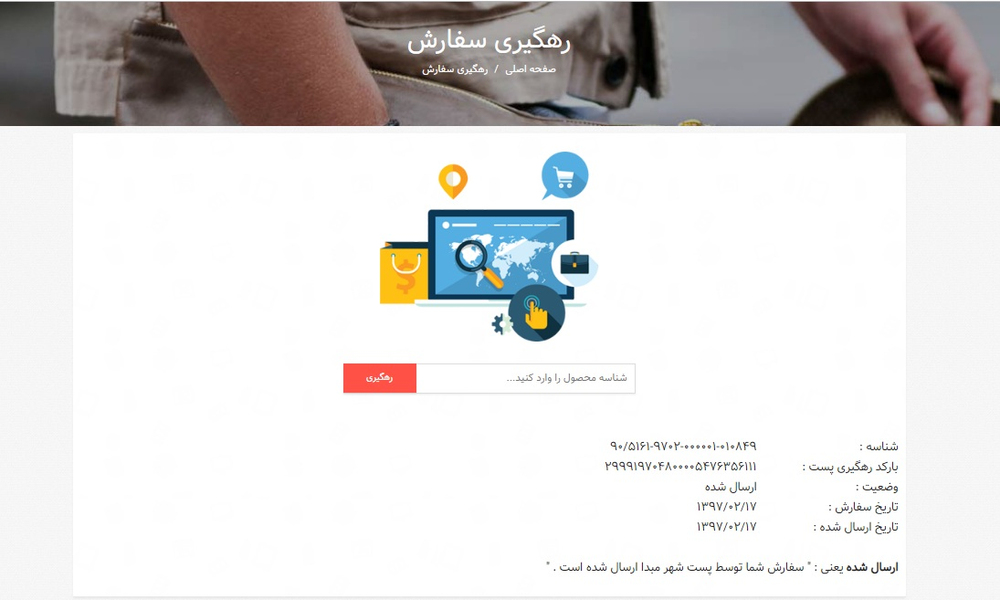 رهگیری سفارش
صفحه اصلی / رهگیری سفارش
شناسه محصول را وارد کنید...
رهگیری
شناسه : ۹۰/۵۱۶۱-۹۷۰۲-۰۰۰۰۰۱-۰۱۰۸۴۹
بارکد رهگیری پست : ۲۹۹۹۱۹۷۰۴۸۰۰۰۰۵۴۷۶۳۵۶۱۱۱
وضعیت : ارسال شده
تاریخ سفارش : ۱۳۹۷/۰۲/۱۷
تاریخ ارسال شده : ۱۳۹۷/۰۲/۱۷
ارسال شده یعنی : " سفارش شما توسط پست شهر مبدا ارسال شده است . "